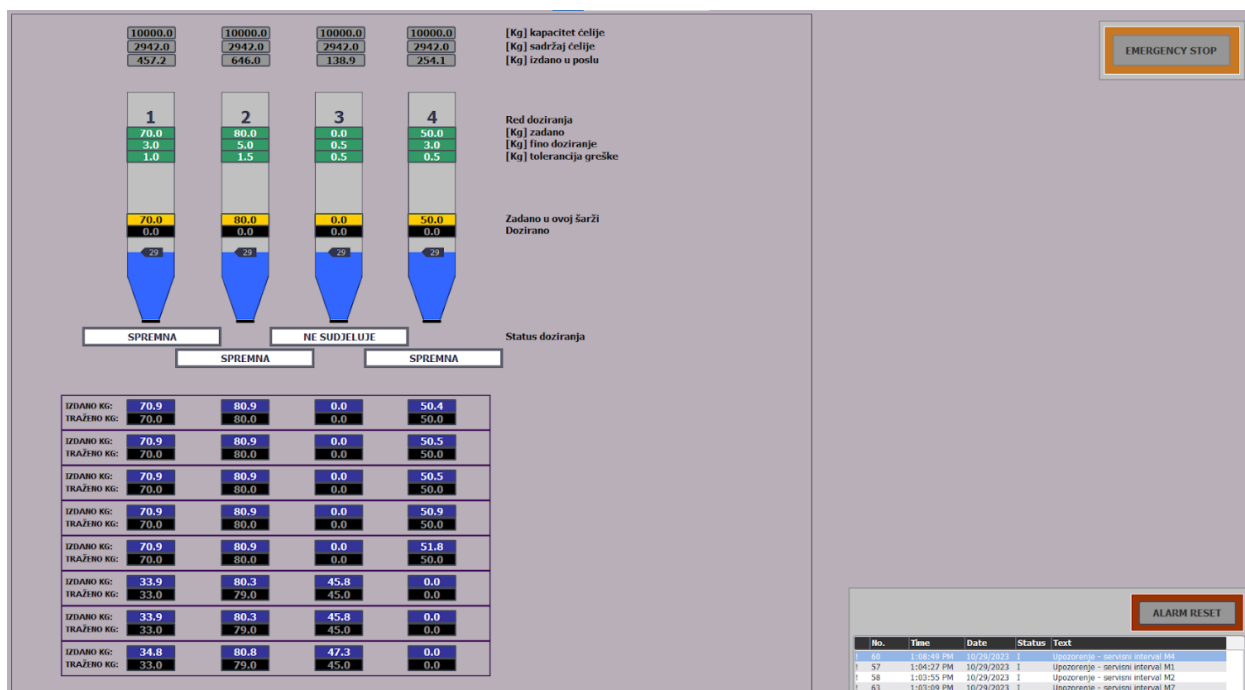 10000.0 10000.0 10000.0 10000.0 [Kg] kapacitet ćelije
2942.0 2942.0 2942.0 2942.0 [Kg] sadržaj ćelije
457.2 646.0 138.9 254.1 [Kg] izdano u poslu
EMERGENCY STOP
1 2 3 4 Red doziranja
70.0 80.0 0.0 50.0 [Kg] zadano
3.0 5.0 0.5 3.0 [Kg] fino doziranje
1.0 1.5 0.5 0.5 [Kg] tolerancija greške
70.0 80.0 0.0 50.0 Zadano u ovoj šarži
0.0 0.0 0.0 0.0 Dozirano
29 29 29 29
SPREMNA NE SUDJELUJE Status doziranja
SPREMNA SPREMNA
IZDANO KG: 70.9 80.9 0.0 50.4
TRAŽENO KG: 70.0 80.0 0.0 50.0
IZDANO KG: 70.9 80.9 0.0 50.5
TRAŽENO KG: 70.0 80.0 0.0 50.0
IZDANO KG: 70.9 80.9 0.0 50.5
TRAŽENO KG: 70.0 80.0 0.0 50.0
IZDANO KG: 70.9 80.9 0.0 50.9
TRAŽENO KG: 70.0 80.0 0.0 50.0
IZDANO KG: 70.9 80.9 0.0 51.8
TRAŽENO KG: 70.0 80.0 0.0 50.0
IZDANO KG: 33.9 80.3 45.8 0.0
TRAŽENO KG: 33.0 79.0 45.0 0.0
IZDANO KG: 33.9 80.3 45.8 0.0
TRAŽENO KG: 33.0 79.0 45.0 0.0
IZDANO KG: 34.8 80.8 47.3 0.0
TRAŽENO KG: 33.0 79.0 45.0 0.0
ALARM RESET
No. Time Date Status Text
! 60 1:08:49 PM 10/29/2023 I Upozorenje - servisni interval M4
! 57 1:04:27 PM 10/29/2023 I Upozorenje - servisni interval M1
! 58 1:03:55 PM 10/29/2023 I Upozorenje - servisni interval M2
! 63 1:03:09 PM 10/29/2023 I Upozorenje - servisni interval M7